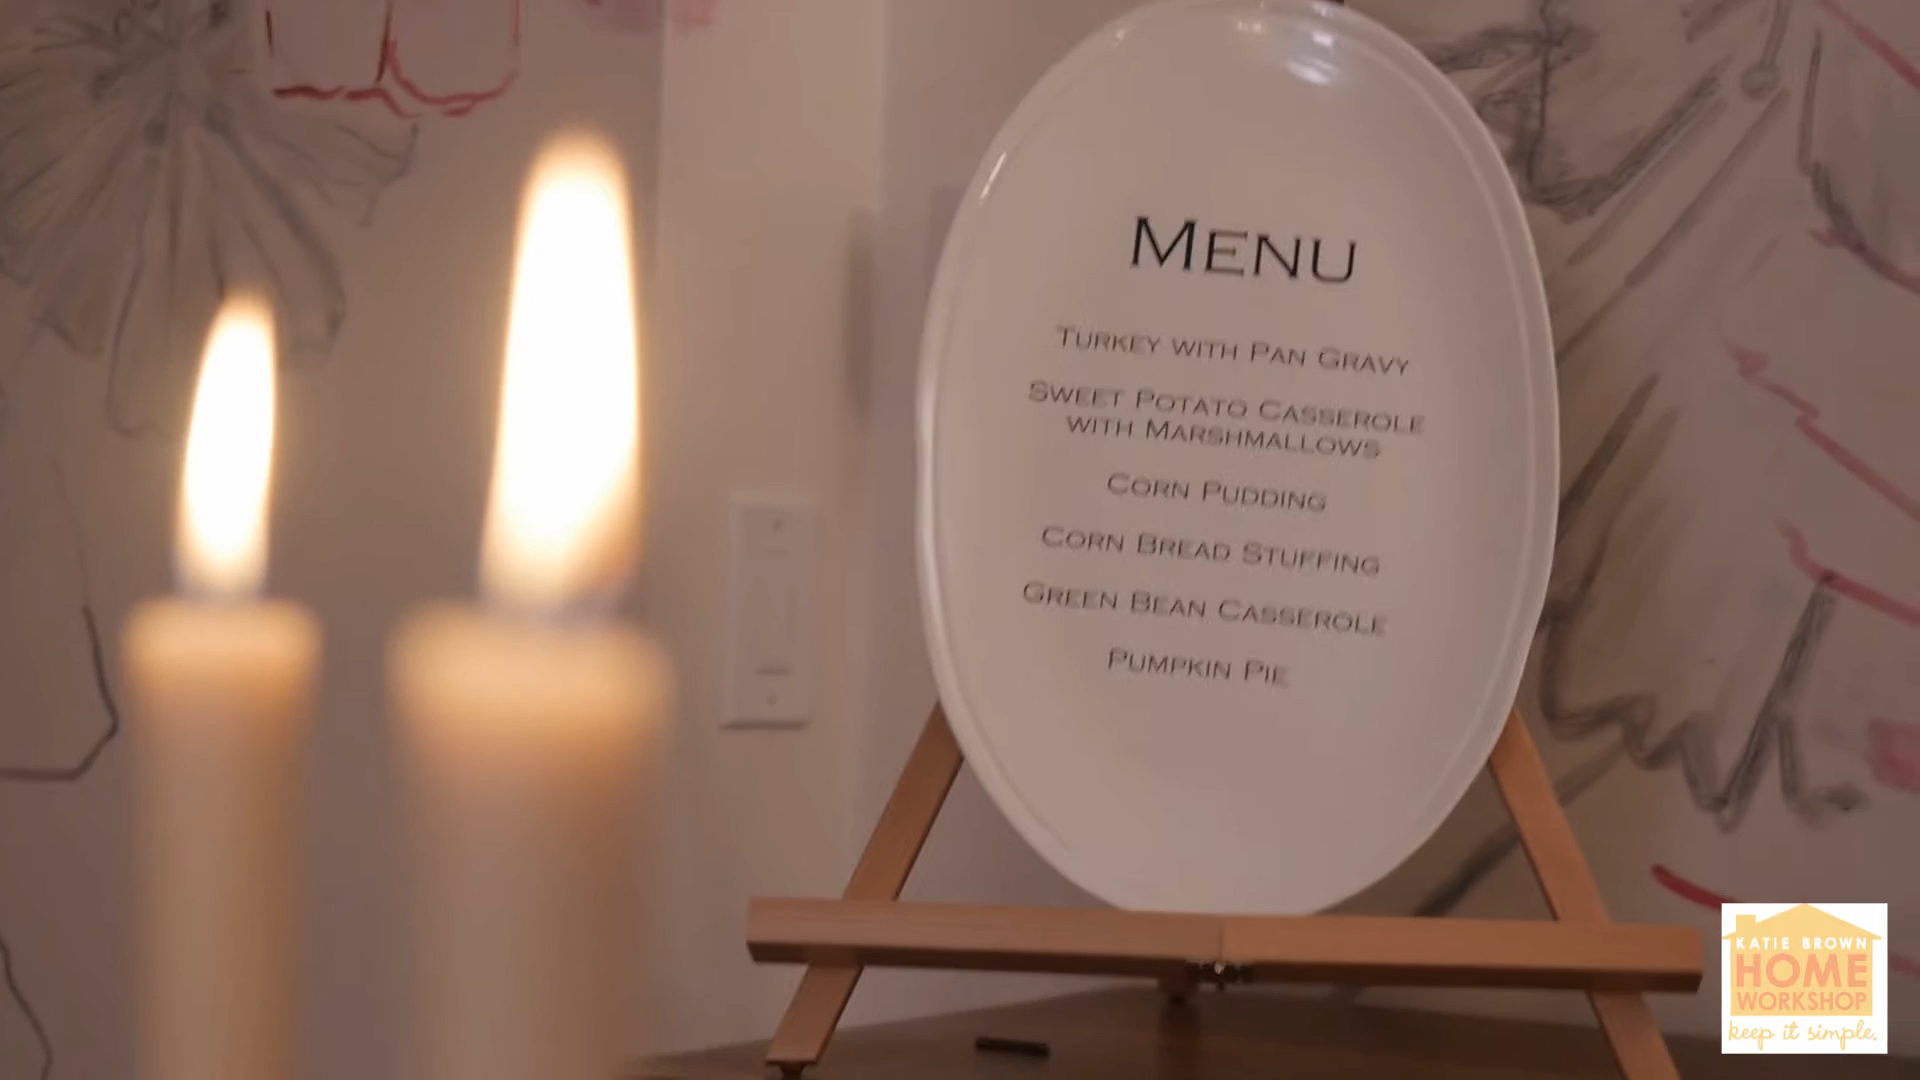 MENU
TURKEY WITH PAN GRAVY
SWEET POTATO CASSEROLE
WITH MARSHMALLOWS
CORN PUDDING
CORN BREAD STUFFING
GREEN BEAN CASSEROLE
PUMPKIN PIE
KATIE BROWN
HOME
WORKSHOP
keep it simple.